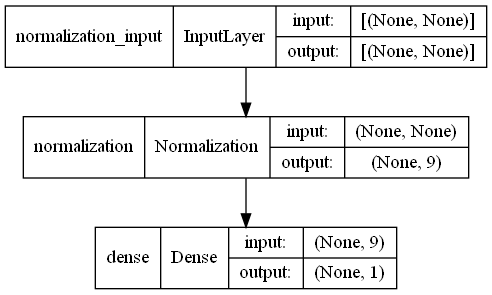 normalization_input InputLayer input: [(None, None)]
output: [(None, None)]
normalization Normalization input: (None, None)
output: (None, 9)
dense Dense input: (None, 9)
output: (None, 1)